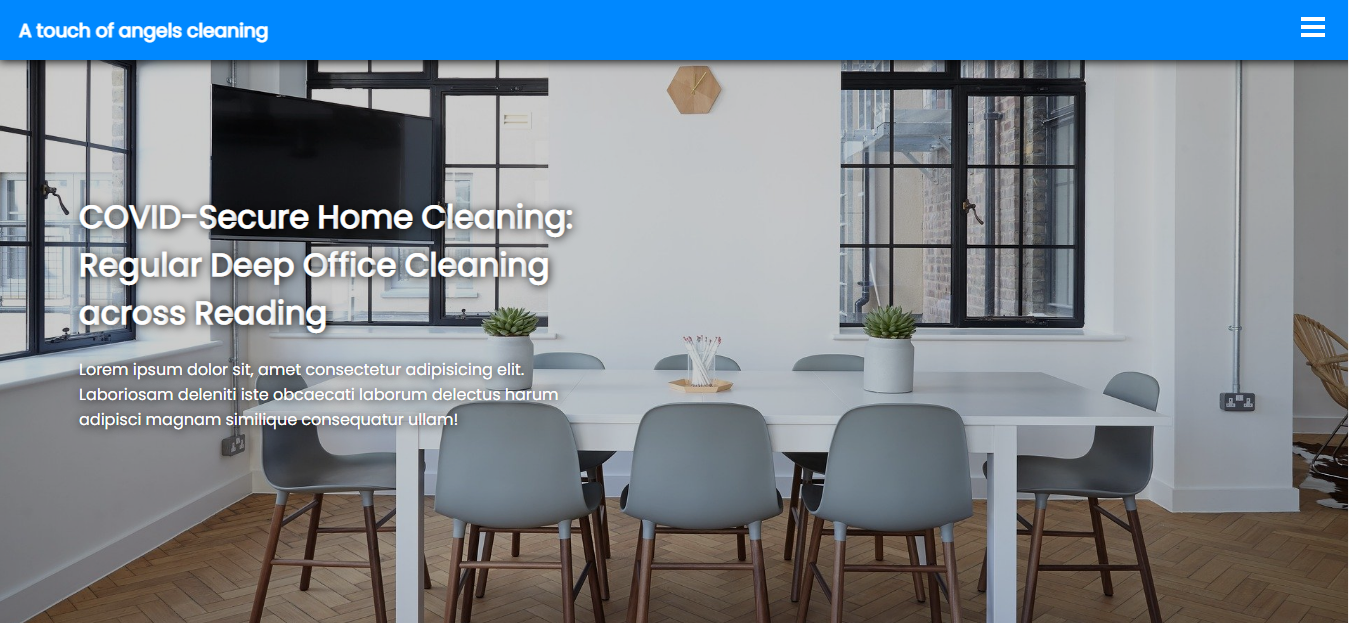 A touch of angels cleaning
COVID-Secure Home Cleaning:
Regular Deep Office Cleaning
across Reading
Lorem ipsum dolor sit, amet consectetur adipisicing elit.
Laboriosam deleniti iste obcaecati laborum delectus harum
adipisci magnam similique consequatur ullam!